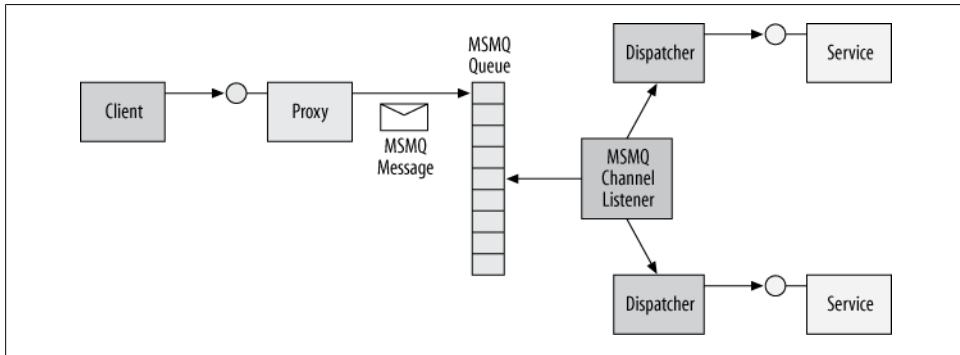 Client
Proxy
MSMQ
Message
MSMQ
Queue
Dispatcher
Service
MSMQ
Channel
Listener
Dispatcher
Service